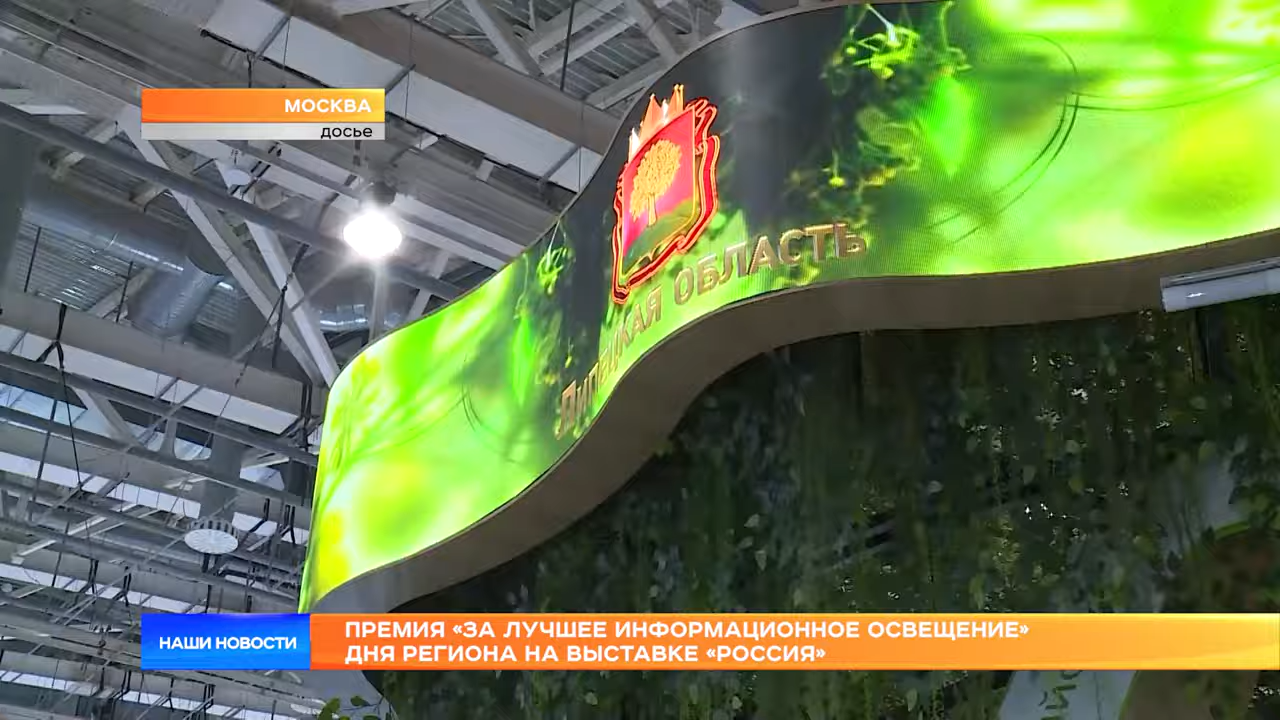 МОСКВА
досье
ЛИПЕЦКАЯ ОБЛАСТЬ
НАШИ НОВОСТИ
ПРЕМИЯ «ЗА ЛУЧШЕЕ ИНФОРМАЦИОННОЕ ОСВЕЩЕНИЕ»
ДНЯ РЕГИОНА НА ВЫСТАВКЕ «РОССИЯ»